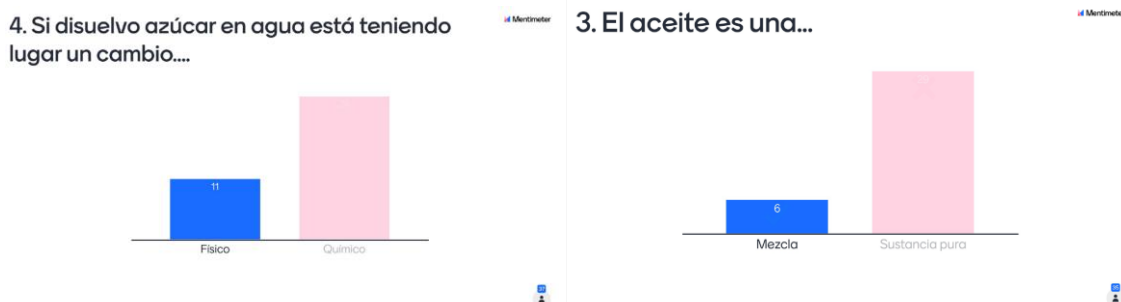 4. Si disuelvo azúcar en agua está teniendo
lugar un cambio....
Mentimeter
11
Físico
Químico
3. El aceite es una...
Mentimeter
6
Mezcla
Sustancia pura